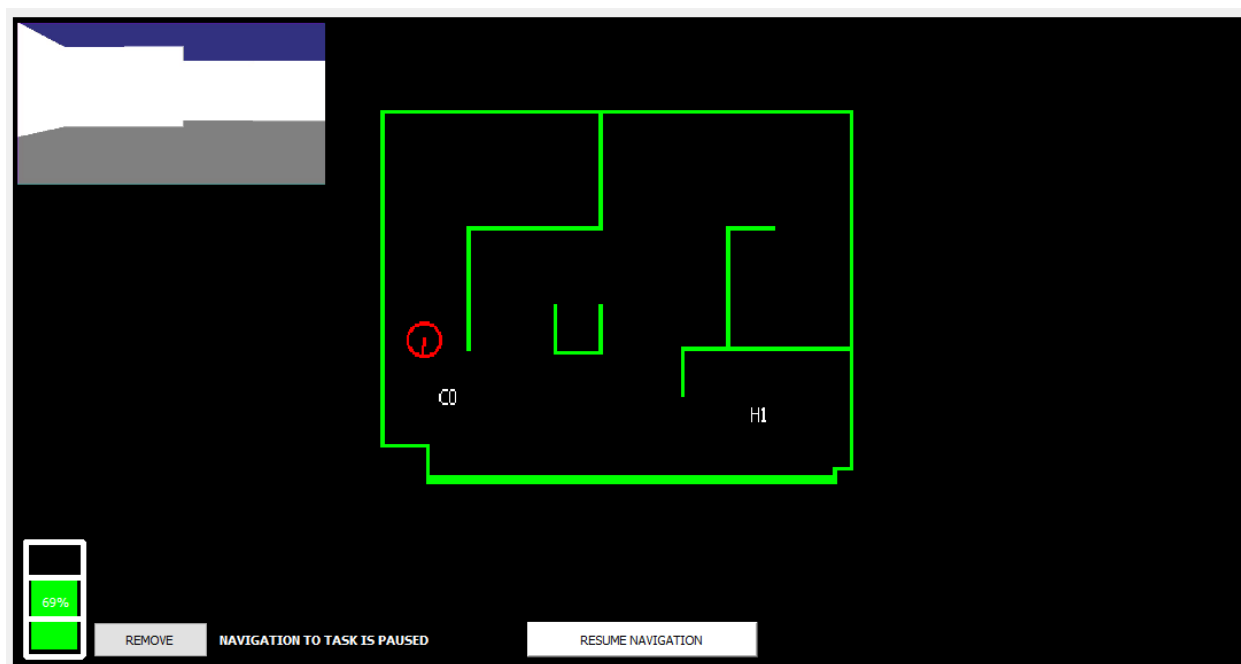 C0
H1
69%
REMOVE NAVIGATION TO TASK IS PAUSED RESUME NAVIGATION